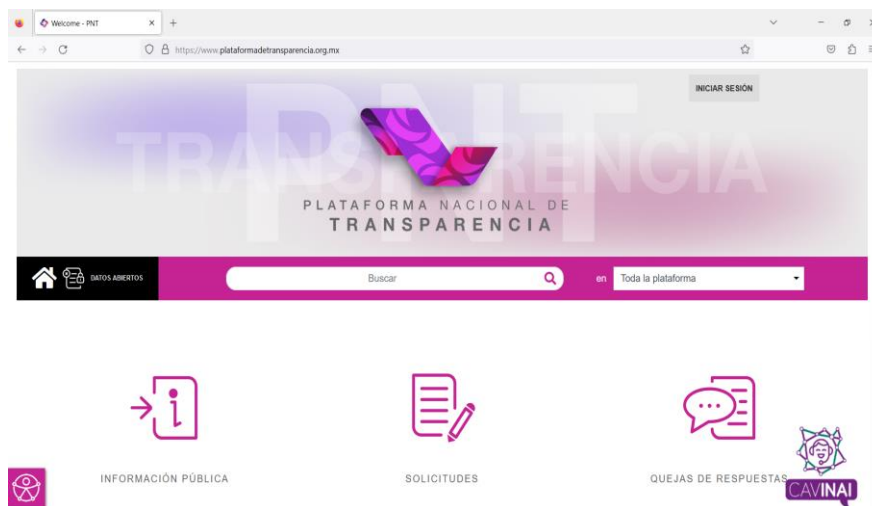 Welcome - PNT
https://www.plataformadetransparencia.org.mx
INICIAR SESIÓN
PNT
TRANSPARENCIA
PLATAFORMA NACIONAL DE
TRANSPARENCIA
DATOS ABIERTOS
Buscar
en
Toda la plataforma
INFORMACIÓN PÚBLICA
SOLICITUDES
QUEJAS DE RESPUESTAS
CAVINAI